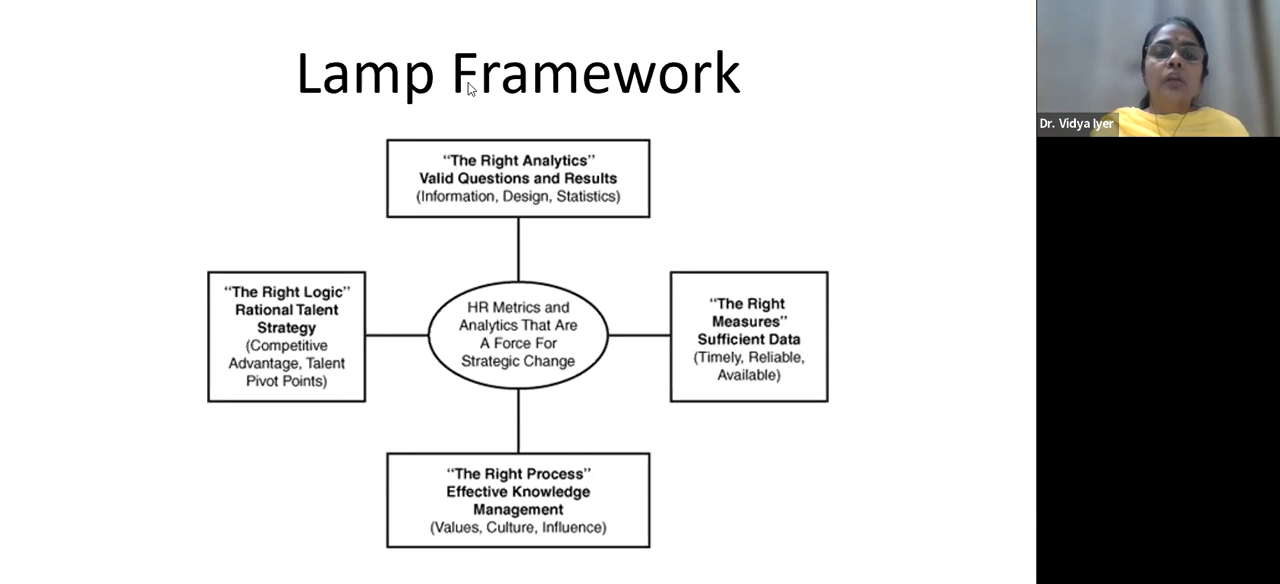 Lamp Framework
“The Right Analytics”
Valid Questions and Results
(Information, Design, Statistics)
“The Right Logic”
Rational Talent
Strategy
(Competitive
Advantage, Talent
Pivot Points)
HR Metrics and
Analytics That Are
A Force For
Strategic Change
“The Right
Measures”
Sufficient Data
(Timely, Reliable,
Available)
“The Right Process”
Effective Knowledge
Management
(Values, Culture, Influence)
Dr. Vidya Iyer